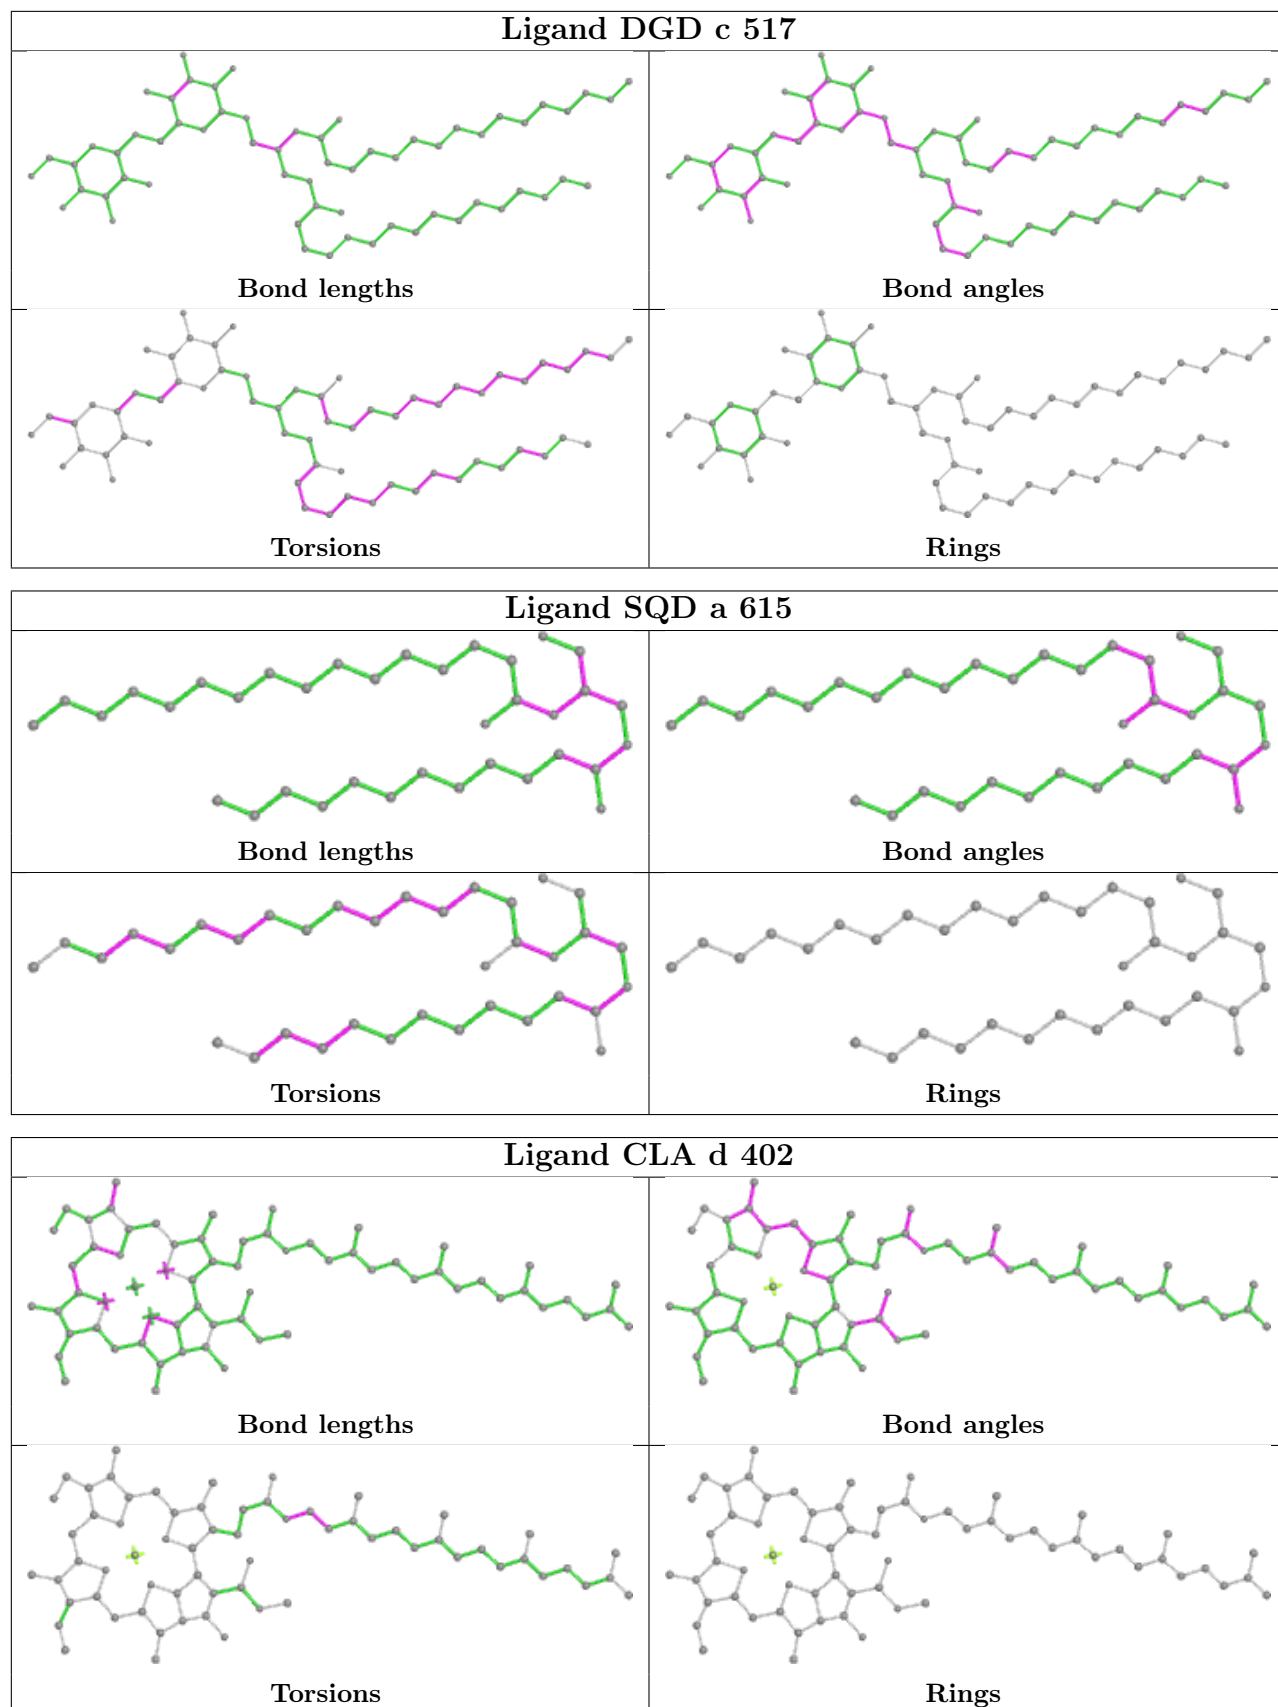 Ligand DGD c 517
Bond lengths
Bond angles
Torsions
Rings
Ligand SQD a 615
Bond lengths
Bond angles
Torsions
Rings
Ligand CLA d 402
Bond lengths
Bond angles
Torsions
Rings